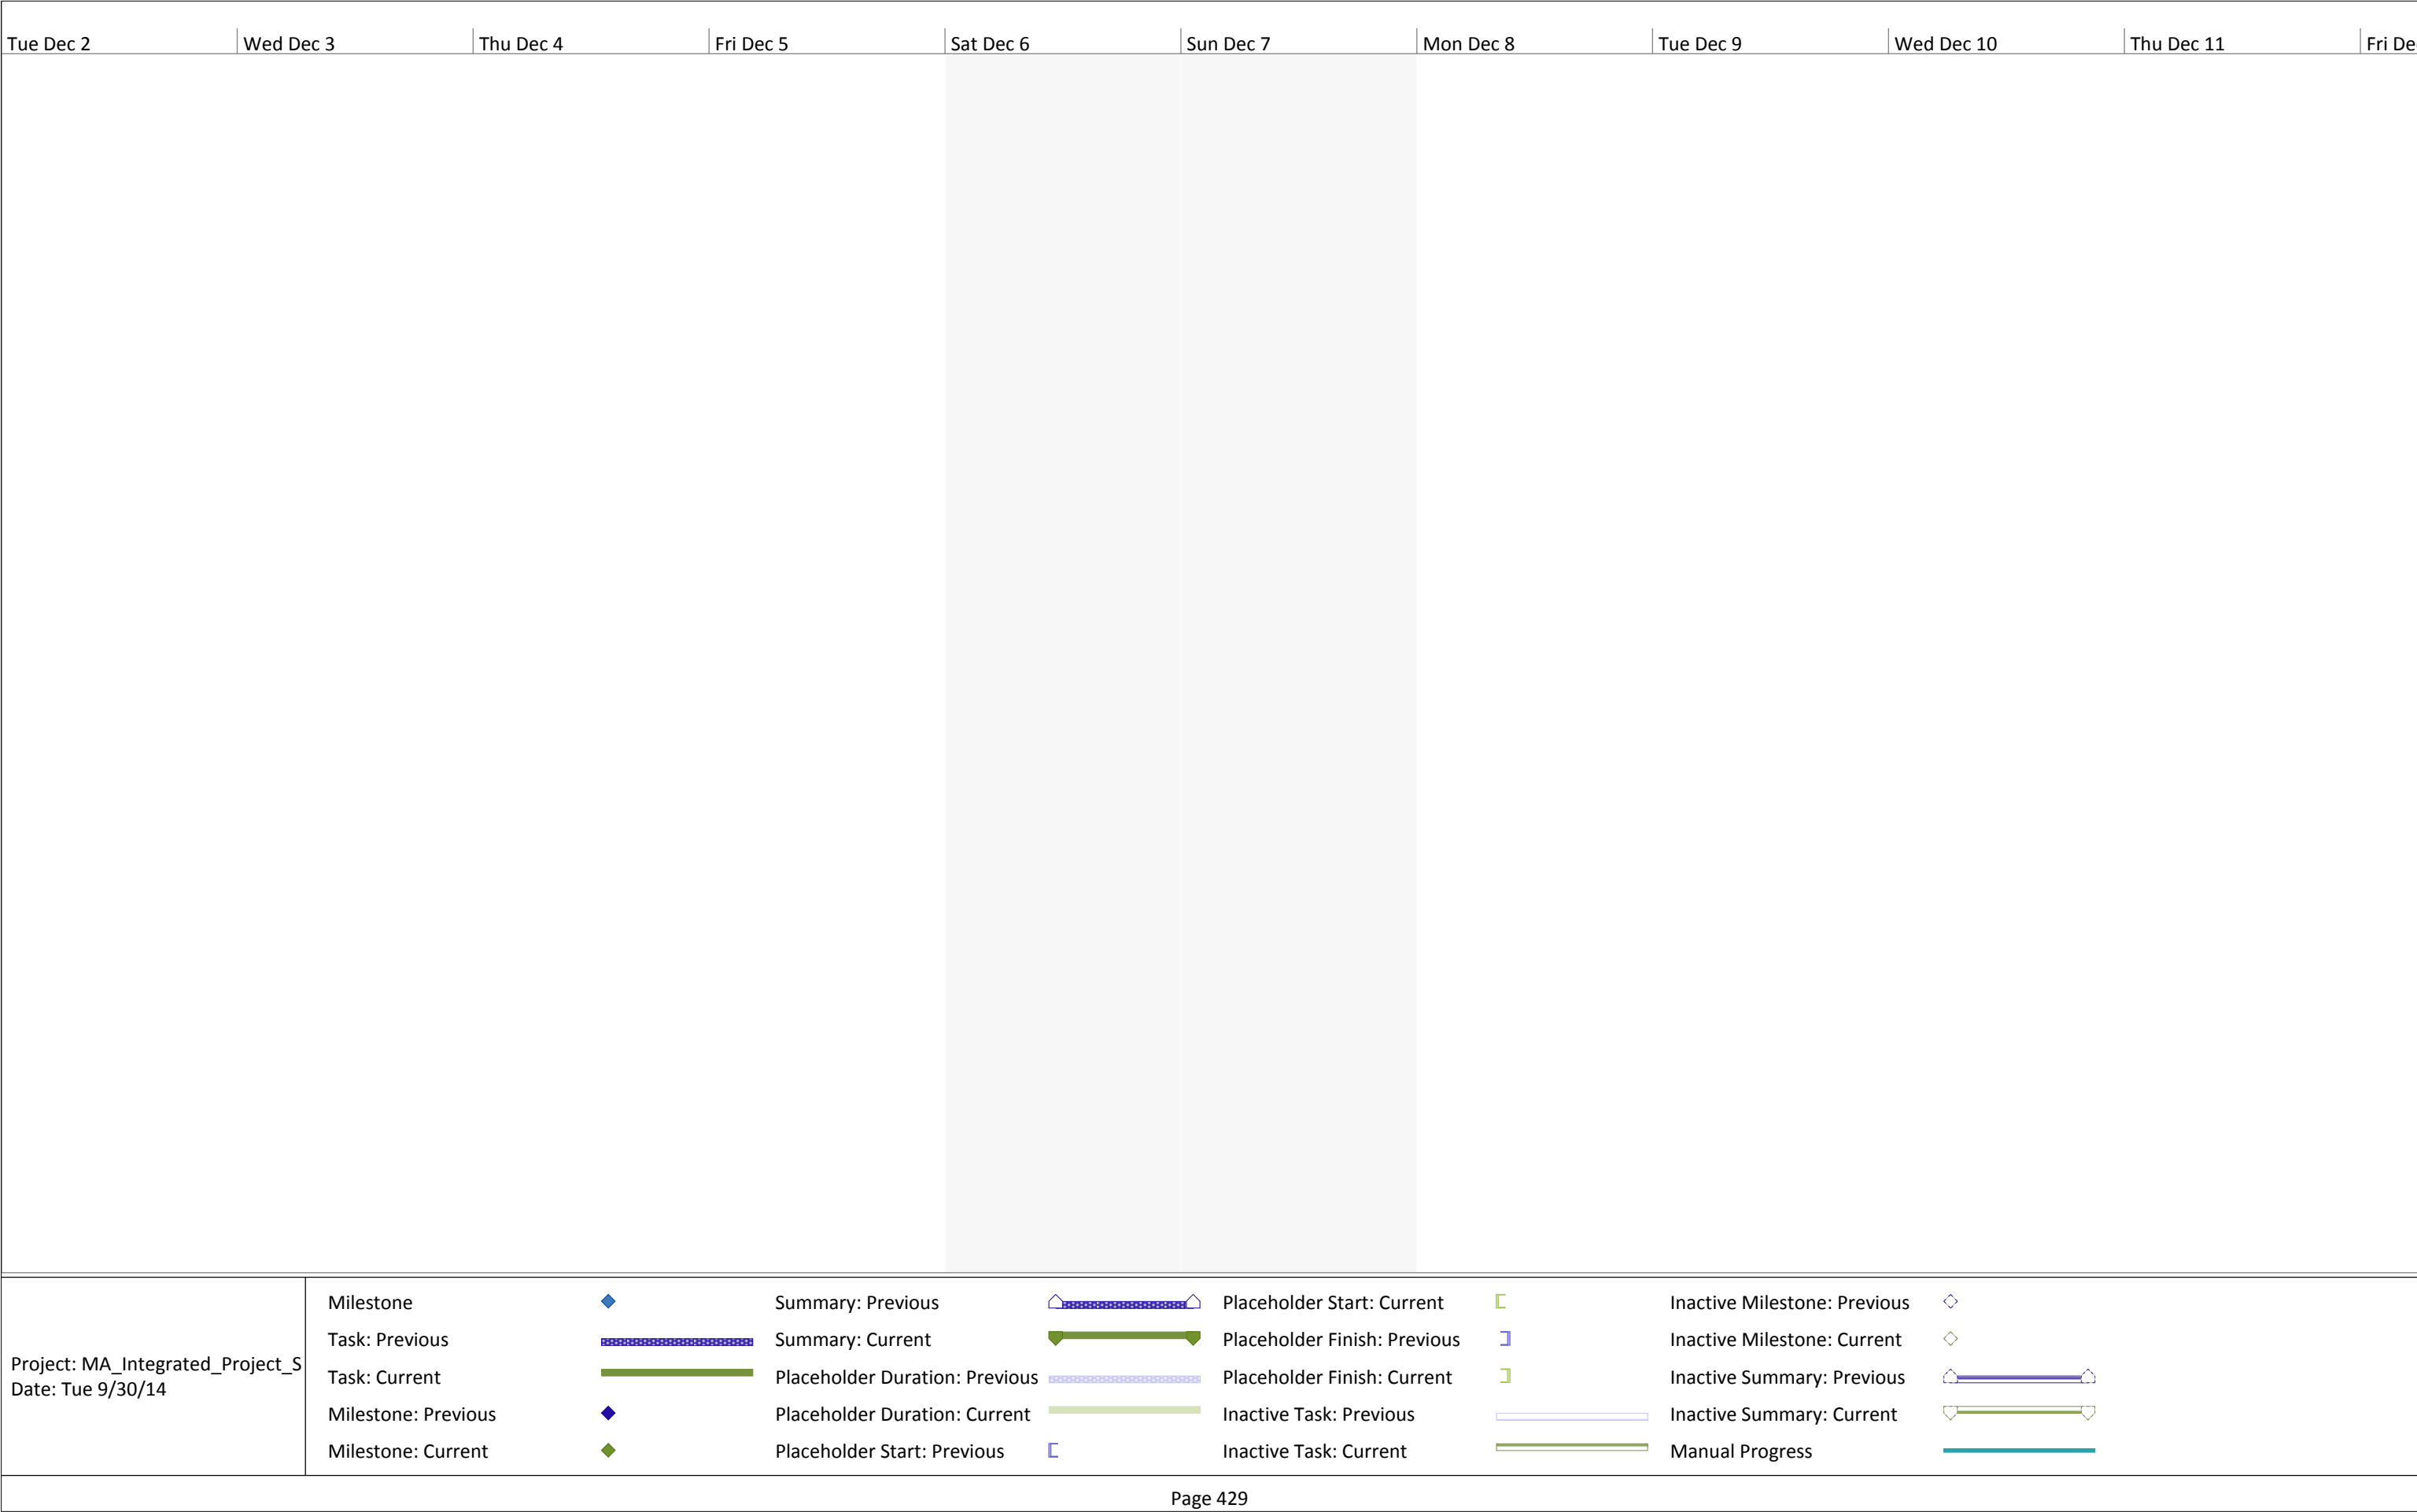 Tue Dec 2 Wed Dec 3 Thu Dec 4 Fri Dec 5 Sat Dec 6 Sun Dec 7 Mon Dec 8 Tue Dec 9 Wed Dec 10 Thu Dec 11 Fri De
Project: MA_Integrated_Project_S
Date: Tue 9/30/14
Milestone
Task: Previous
Task: Current
Milestone: Previous
Milestone: Current
Summary: Previous
Summary: Current
Placeholder Duration: Previous
Placeholder Duration: Current
Placeholder Start: Previous
Placeholder Start: Current
Placeholder Finish: Previous
Placeholder Finish: Current
Inactive Task: Previous
Inactive Task: Current
Inactive Milestone: Previous
Inactive Milestone: Current
Inactive Summary: Previous
Inactive Summary: Current
Manual Progress
Page 429